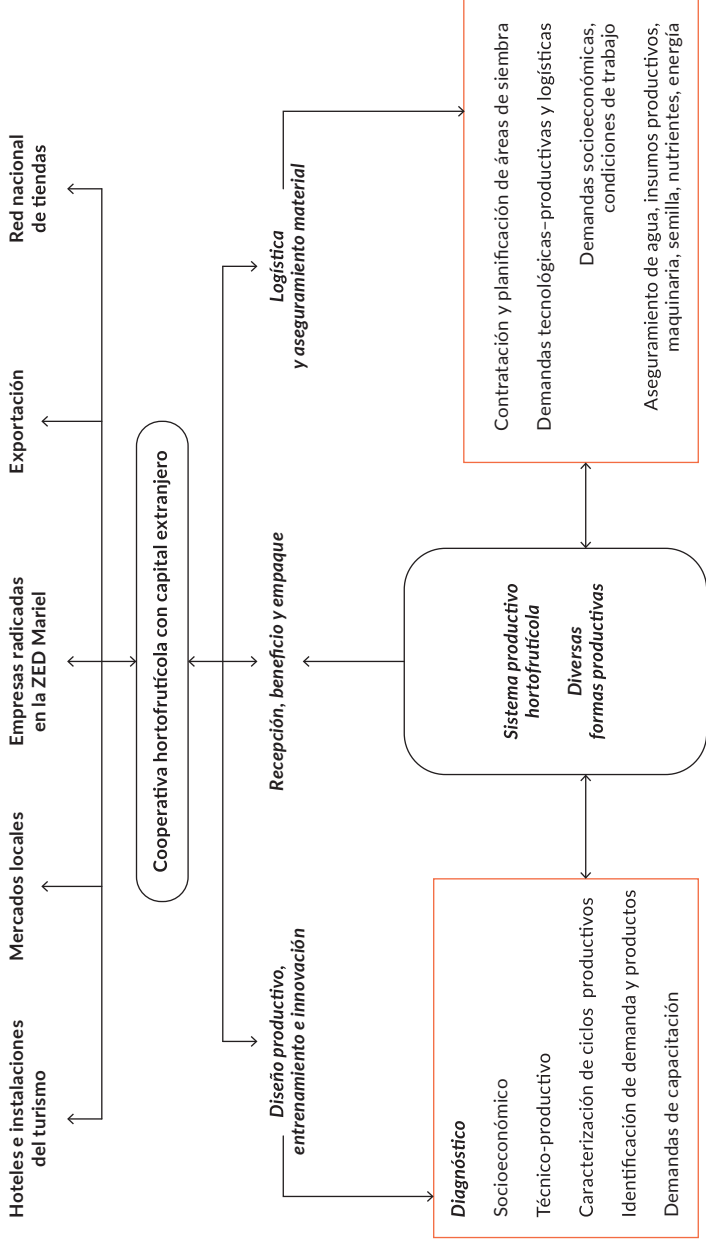 Hoteles e instalaciones
del turismo
Mercados locales
Empresas radicadas
en la ZED Mariel
Exportación
Red nacional
de tiendas
Cooperativa hortofrutícola con capital extranjero
Diseño productivo,
entrenamiento e innovación
Recepción, beneficio y empaque
Logística
y aseguramiento material
Diagnóstico
Socioeconómico
Técnico-productivo
Caracterización de ciclos productivos
Identificación de demanda y productos
Demandas de capacitación
Sistema productivo
hortofrutícola
Diversas
formas productivas
Contratación y planificación de áreas de siembra
Demandas tecnológicas–productivas y logísticas
Demandas socioeconómicas,
condiciones de trabajo
Aseguramiento de agua, insumos productivos,
maquinaria, semilla, nutrientes, energía